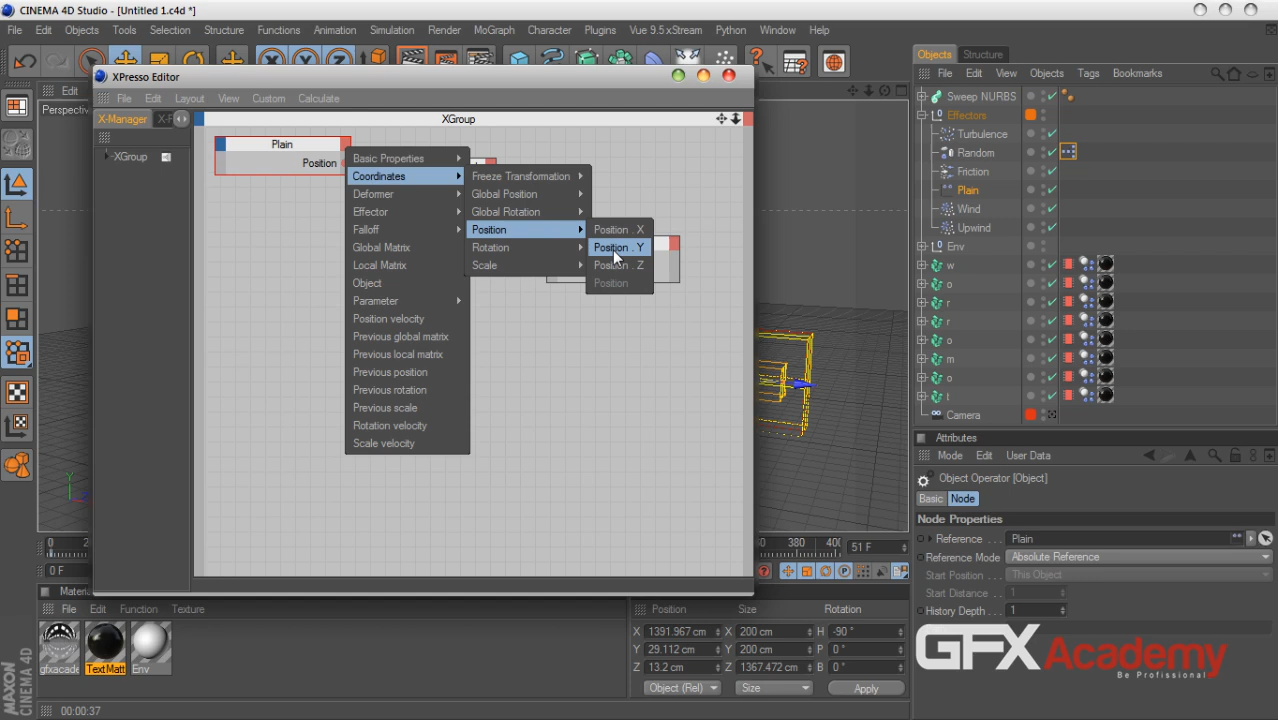 CINEMA 4D Studio - [Untitled 1.c4d *]
File Edit Objects Tools Selection Structure Functions Animation Simulation Render MoGraph Character Plugins Vue 9.5 xStream Python Window Help
XPresso Editor
File Edit Layout View Custom Calculate
X-Manager
XGroup
XGroup
Edit
Perspectiv
Plain
Position
Basic Properties
Coordinates
Deformer
Effector
Falloff
Global Matrix
Local Matrix
Object
Parameter
Position velocity
Previous global matrix
Previous local matrix
Previous position
Previous rotation
Previous scale
Rotation velocity
Scale velocity
Freeze Transformation
Global Position
Global Rotation
Position
Rotation
Scale
Position . X
Position . Y
Position . Z
Position
Y
0
380
51 F
0 F
Objects Structure
File Edit View Objects Tags Bookmarks
Sweep NURBS
Effectors
Turbulence
Random
Friction
Plain
Wind
Upwind
Env
w
o
r
r
o
m
o
t
Camera
Attributes
Mode Edit User Data
Object Operator [Object]
Basic Node
Node Properties
Reference . . Plain
Reference Mode Absolute Reference
Start Position . . . This Object
Start Distance . . 1
History Depth . . 1
File Edit Function Texture
gfxacade TextMatt Env
Position Size Rotation
X 1391.967 cm X 200 cm H -90 °
Y 29.112 cm Y 200 cm P 0 °
Z 13.2 cm Z 1367.472 cm B 0 °
Object (Rel) Size Apply
GFX Academy
Be Profissional
MAXON
CINEMA 4D
00:00:37